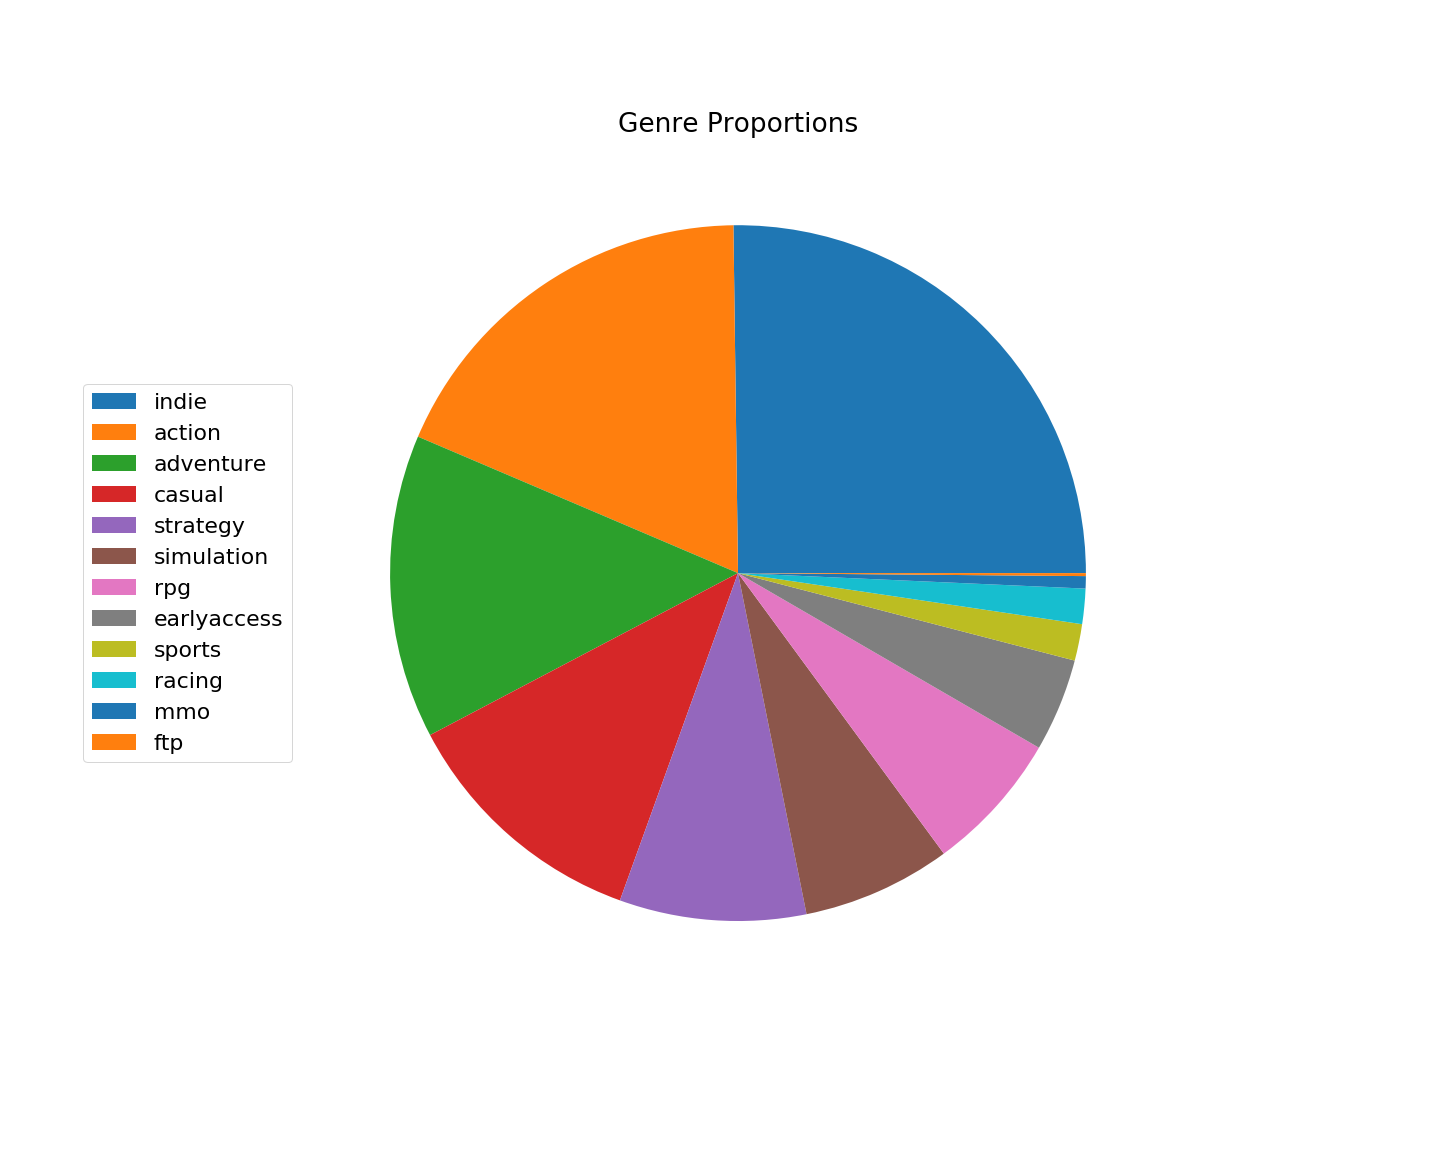 Genre Proportions
indie
action
adventure
casual
strategy
simulation
rpg
earlyaccess
sports
racing
mmo
ftp